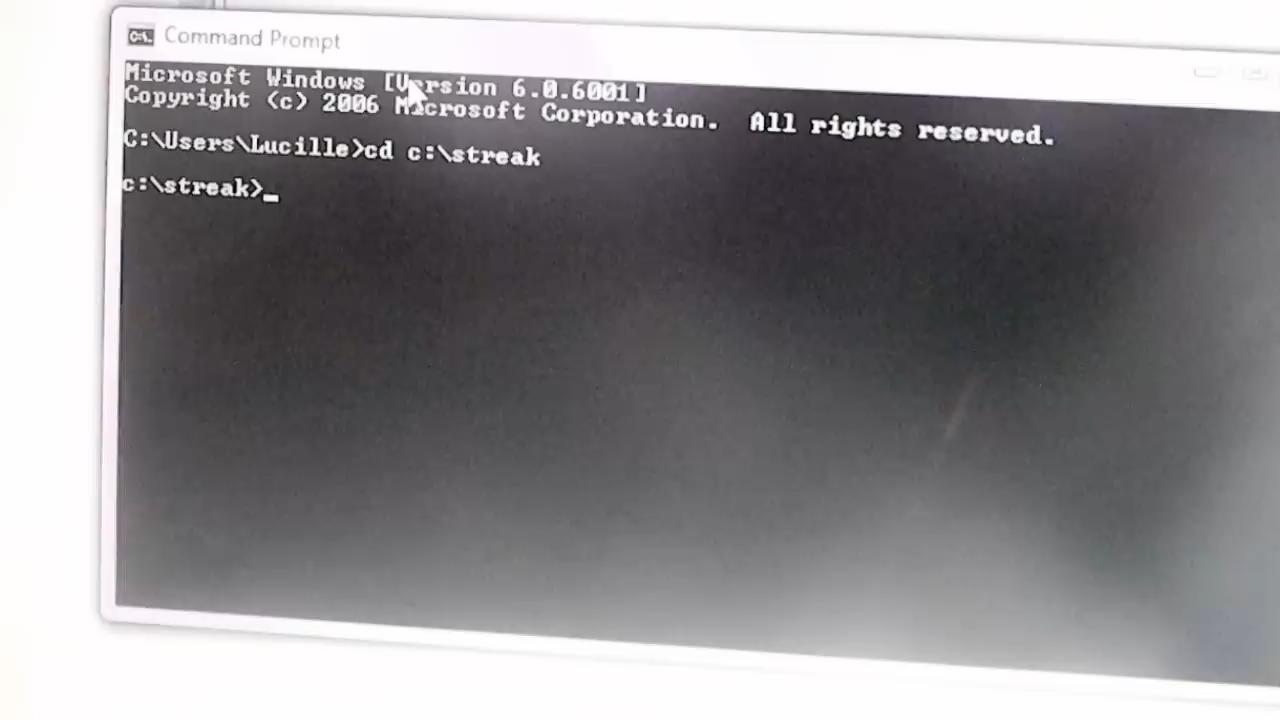 Command Prompt
Microsoft Windows [Version 6.0.6001]
Copyright (c) 2006 Microsoft Corporation.  All rights reserved.
C:\Users\Lucille>cd c:\streak
c:\streak>_